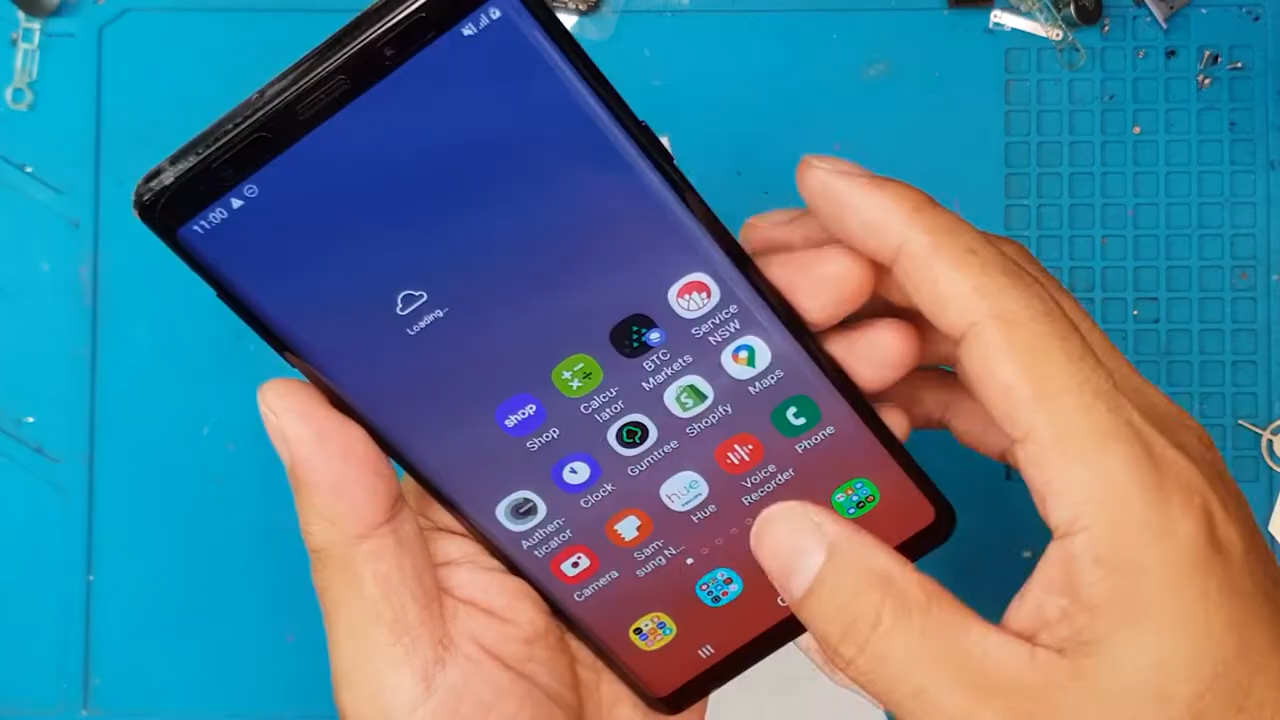 11:00
Loading...
Service
NSW
BTC
Markets
Calcu-
lator
shop
Shop
Maps
Shopify
Gumtree
Clock
Authen-
ticator
Phone
Voice
Recorder
hue
Hue
Sam-
sung N...
Camera